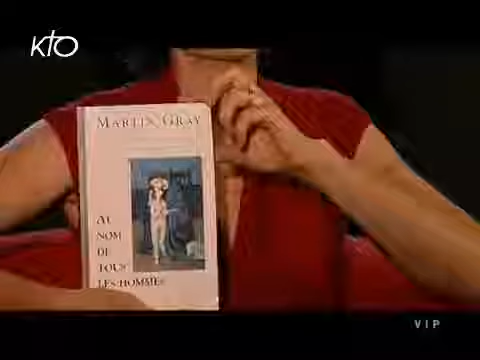 KTO
MARTIN GRAY
AU
NOM
DE
TOUS
LES HOMMES
VIP